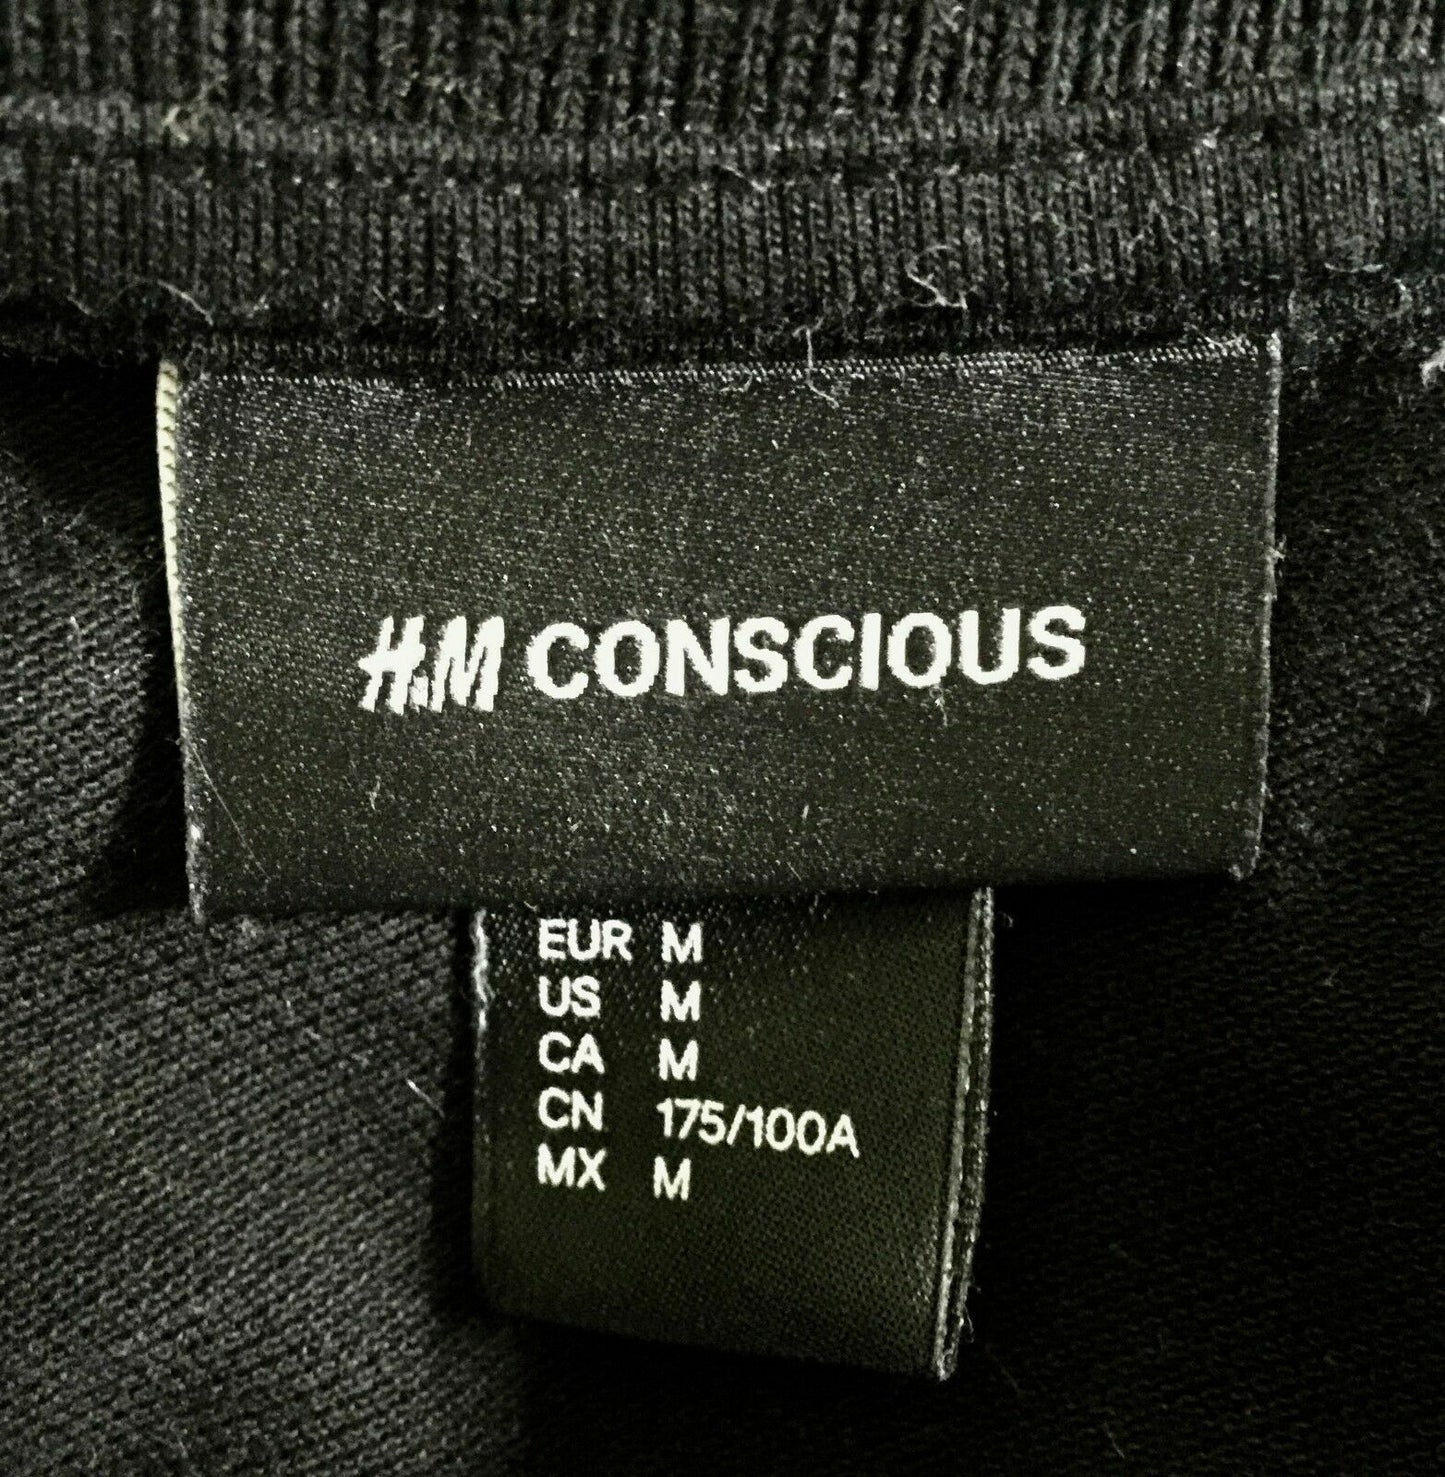 H&M CONSCIOUS
EUR M
US M
CA M
CN 175/100A
MX M